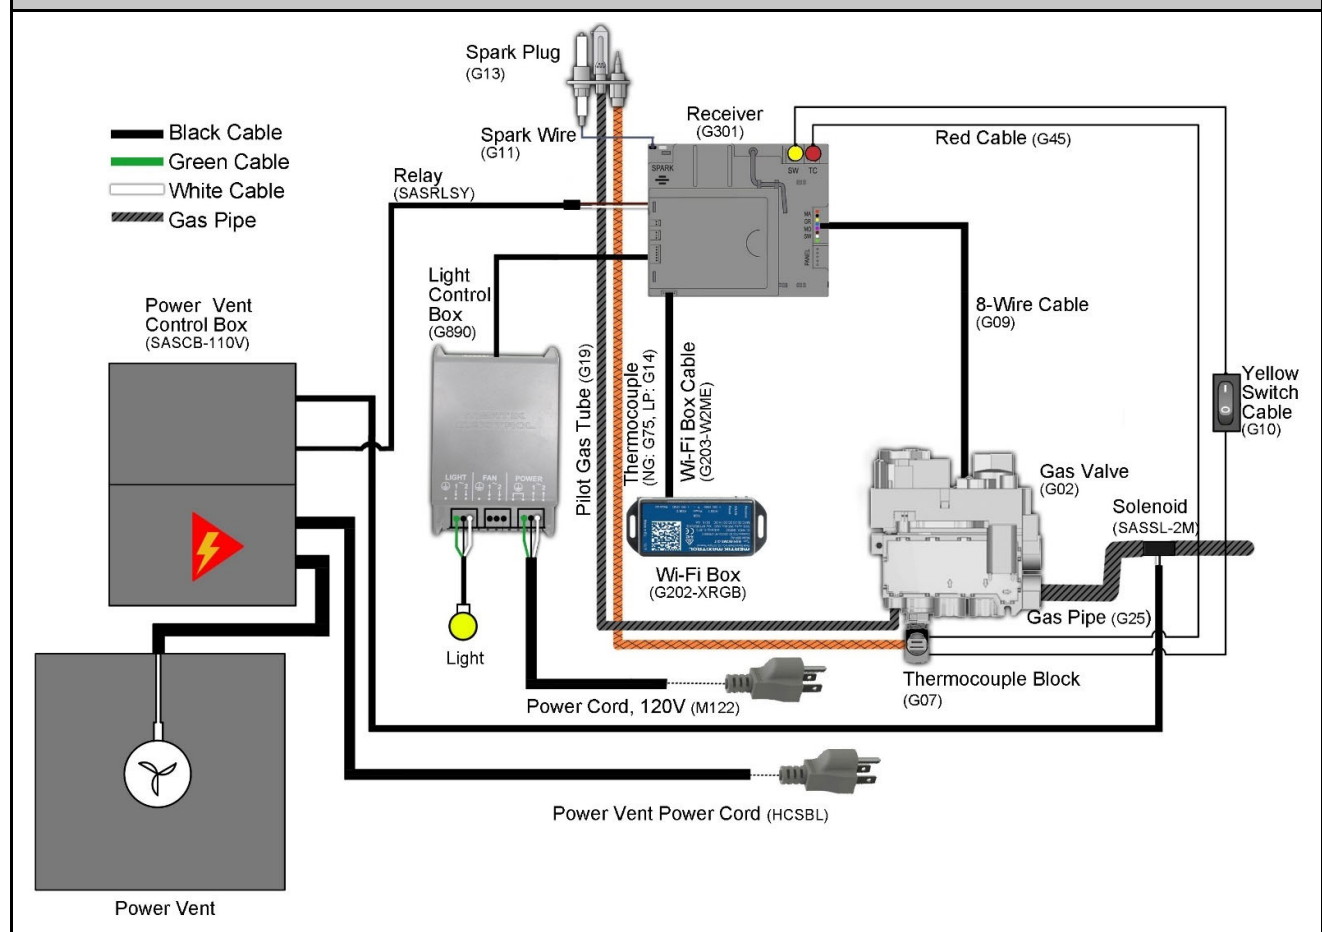 Spark Plug
(G13)
Receiver
(G301)
Red Cable (G45)
Spark Wire
(G11)
Black Cable
Green Cable
White Cable
Gas Pipe
SPARK
SW TC
Relay
(SASRLSY)
PANEL
Light
Control
Box
(G890)
8-Wire Cable
(G09)
Power Vent
Control Box
(SASCB-110V)
Pilot Gas Tube (G19)
Thermocouple
(NG: G75, LP: G14)
Wi-Fi Box Cable
(G203-W2ME)
Yellow
Switch
Cable
(G10)
LIGHT FAN POWER
Gas Valve
(G02)
Solenoid
(SASSL-2M)
MERTIK MAXITROL
Wi-Fi Box
(G202-XRGB)
Gas Pipe (G25)
Light
Thermocouple Block
(G07)
Power Cord, 120V (M122)
Power Vent Power Cord (HCSBL)
Power Vent